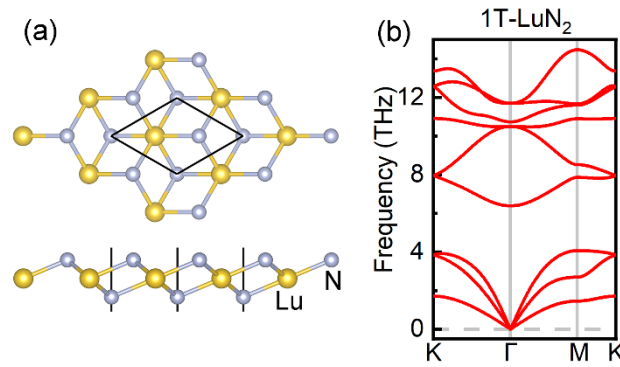 (a)
Lu
N
(b)
1T-LuN₂
Frequency (THz)
12
8
4
0
K
Γ
M
K